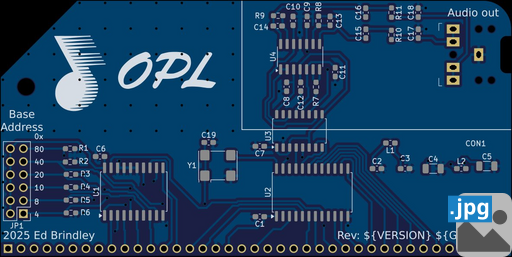 C10
C9
R8
C16
R11
C18
Audio out
R9
C13
C14
C15
R10
C17
U4
C11
OPL
C8
C12
R7
Base
Address
0x
C19
U3
80
R1
C6
C7
L1
CON1
40
R2
Y1
20
R3
C2
C3
C4
L2
C5
10
R4
U1
U2
8
R5
4
R6
JP1
C1
.jpg
2025 Ed Brindley
Rev: ${VERSION} ${G